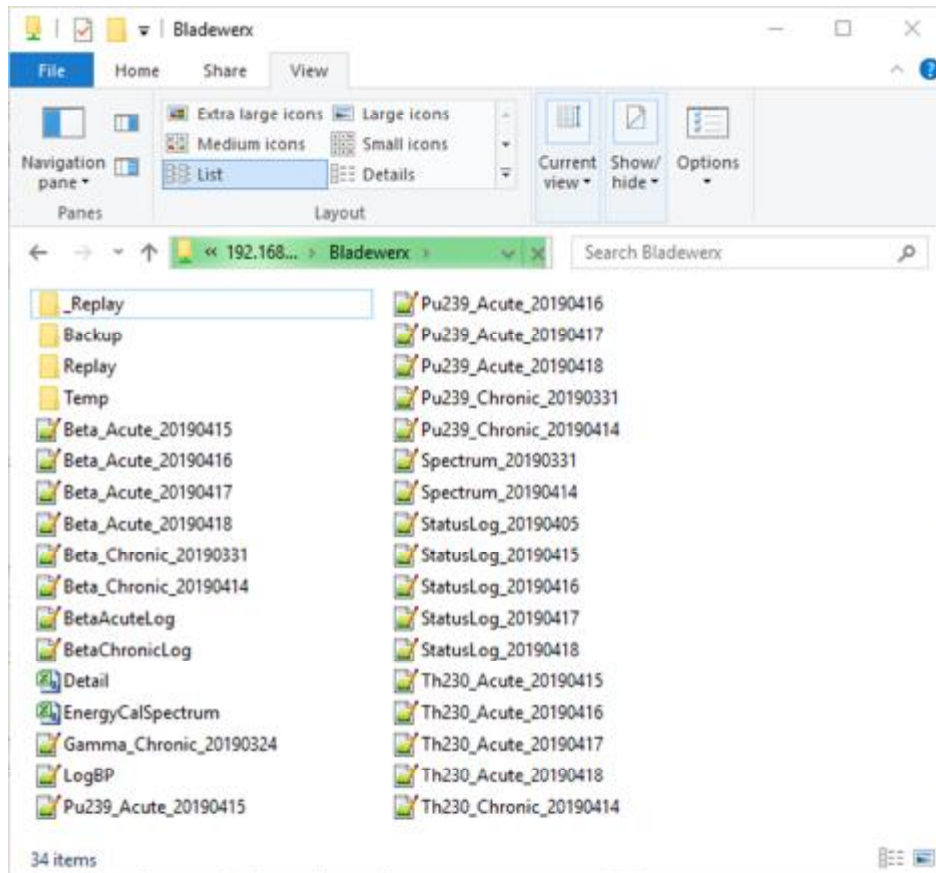 Bladewerx
File Home Share View
Extra large icons Large icons
Medium icons Small icons
List Details
Navigation pane
Current view
Show/ hide
Options
Panes Layout
« 192.168... > Bladewerx >
Search Bladewerx
_Replay
Backup
Replay
Temp
Beta_Acute_20190415
Beta_Acute_20190416
Beta_Acute_20190417
Beta_Acute_20190418
Beta_Chronic_20190331
Beta_Chronic_20190414
BetaAcuteLog
BetaChronicLog
Detail
EnergyCalSpectrum
Gamma_Chronic_20190324
LogBP
Pu239_Acute_20190415
Pu239_Acute_20190416
Pu239_Acute_20190417
Pu239_Acute_20190418
Pu239_Chronic_20190331
Pu239_Chronic_20190414
Spectrum_20190331
Spectrum_20190414
StatusLog_20190405
StatusLog_20190415
StatusLog_20190416
StatusLog_20190417
StatusLog_20190418
Th230_Acute_20190415
Th230_Acute_20190416
Th230_Acute_20190417
Th230_Acute_20190418
Th230_Chronic_20190414
34 items